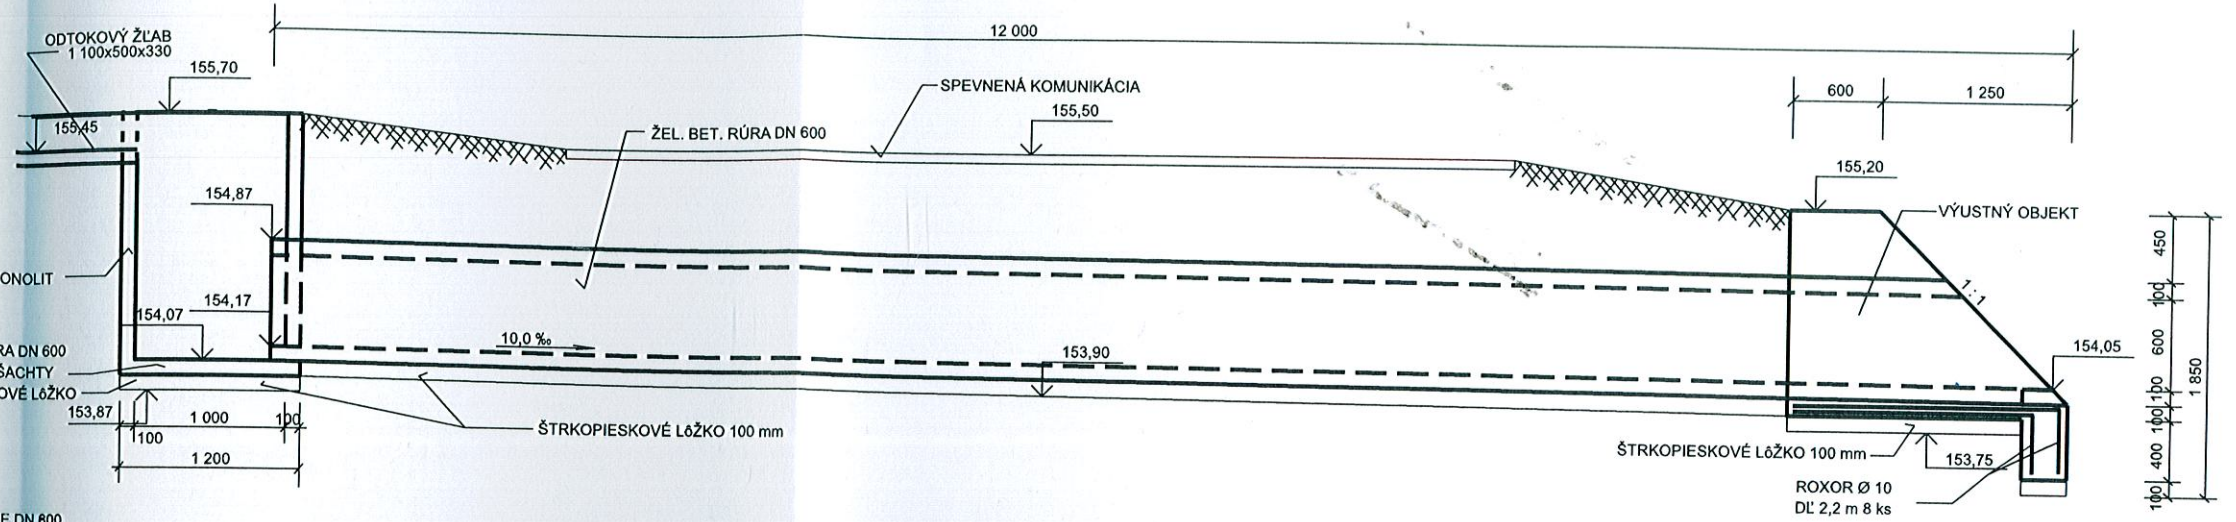 12 000
ODTOKOVÝ ŽĽAB
1 100x500x330
155,70
SPEVNENÁ KOMUNIKÁCIA
600
1 250
155,50
155,45
ŽEL. BET. RÚRA DN 600
154,87
155,20
VÝUSTNÝ OBJEKT
450
ONOLIT
154,17
154,07
1:1
100
10,0 ‰
153,90
154,05
600
1 850
RA DN 600
ŠACHTY
OVÉ LôŽKO
153,87
1 000
100
100
1 200
ŠTRKOPIESKOVÉ LôŽKO 100 mm
ŠTRKOPIESKOVÉ LôŽKO 100 mm
153,75
100
100
400
100
ROXOR Ø 10
DĹ 2,2 m 8 ks
E DN 800